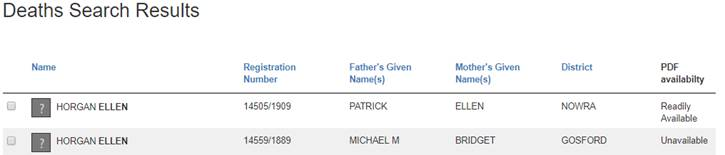 Deaths Search Results
Name Registration Number Father's Given Name(s) Mother's Given Name(s) District PDF availabilty
? HORGAN ELLEN 14505/1909 PATRICK ELLEN NOWRA Readily Available
? HORGAN ELLEN 14559/1889 MICHAEL M BRIDGET GOSFORD Unavailable